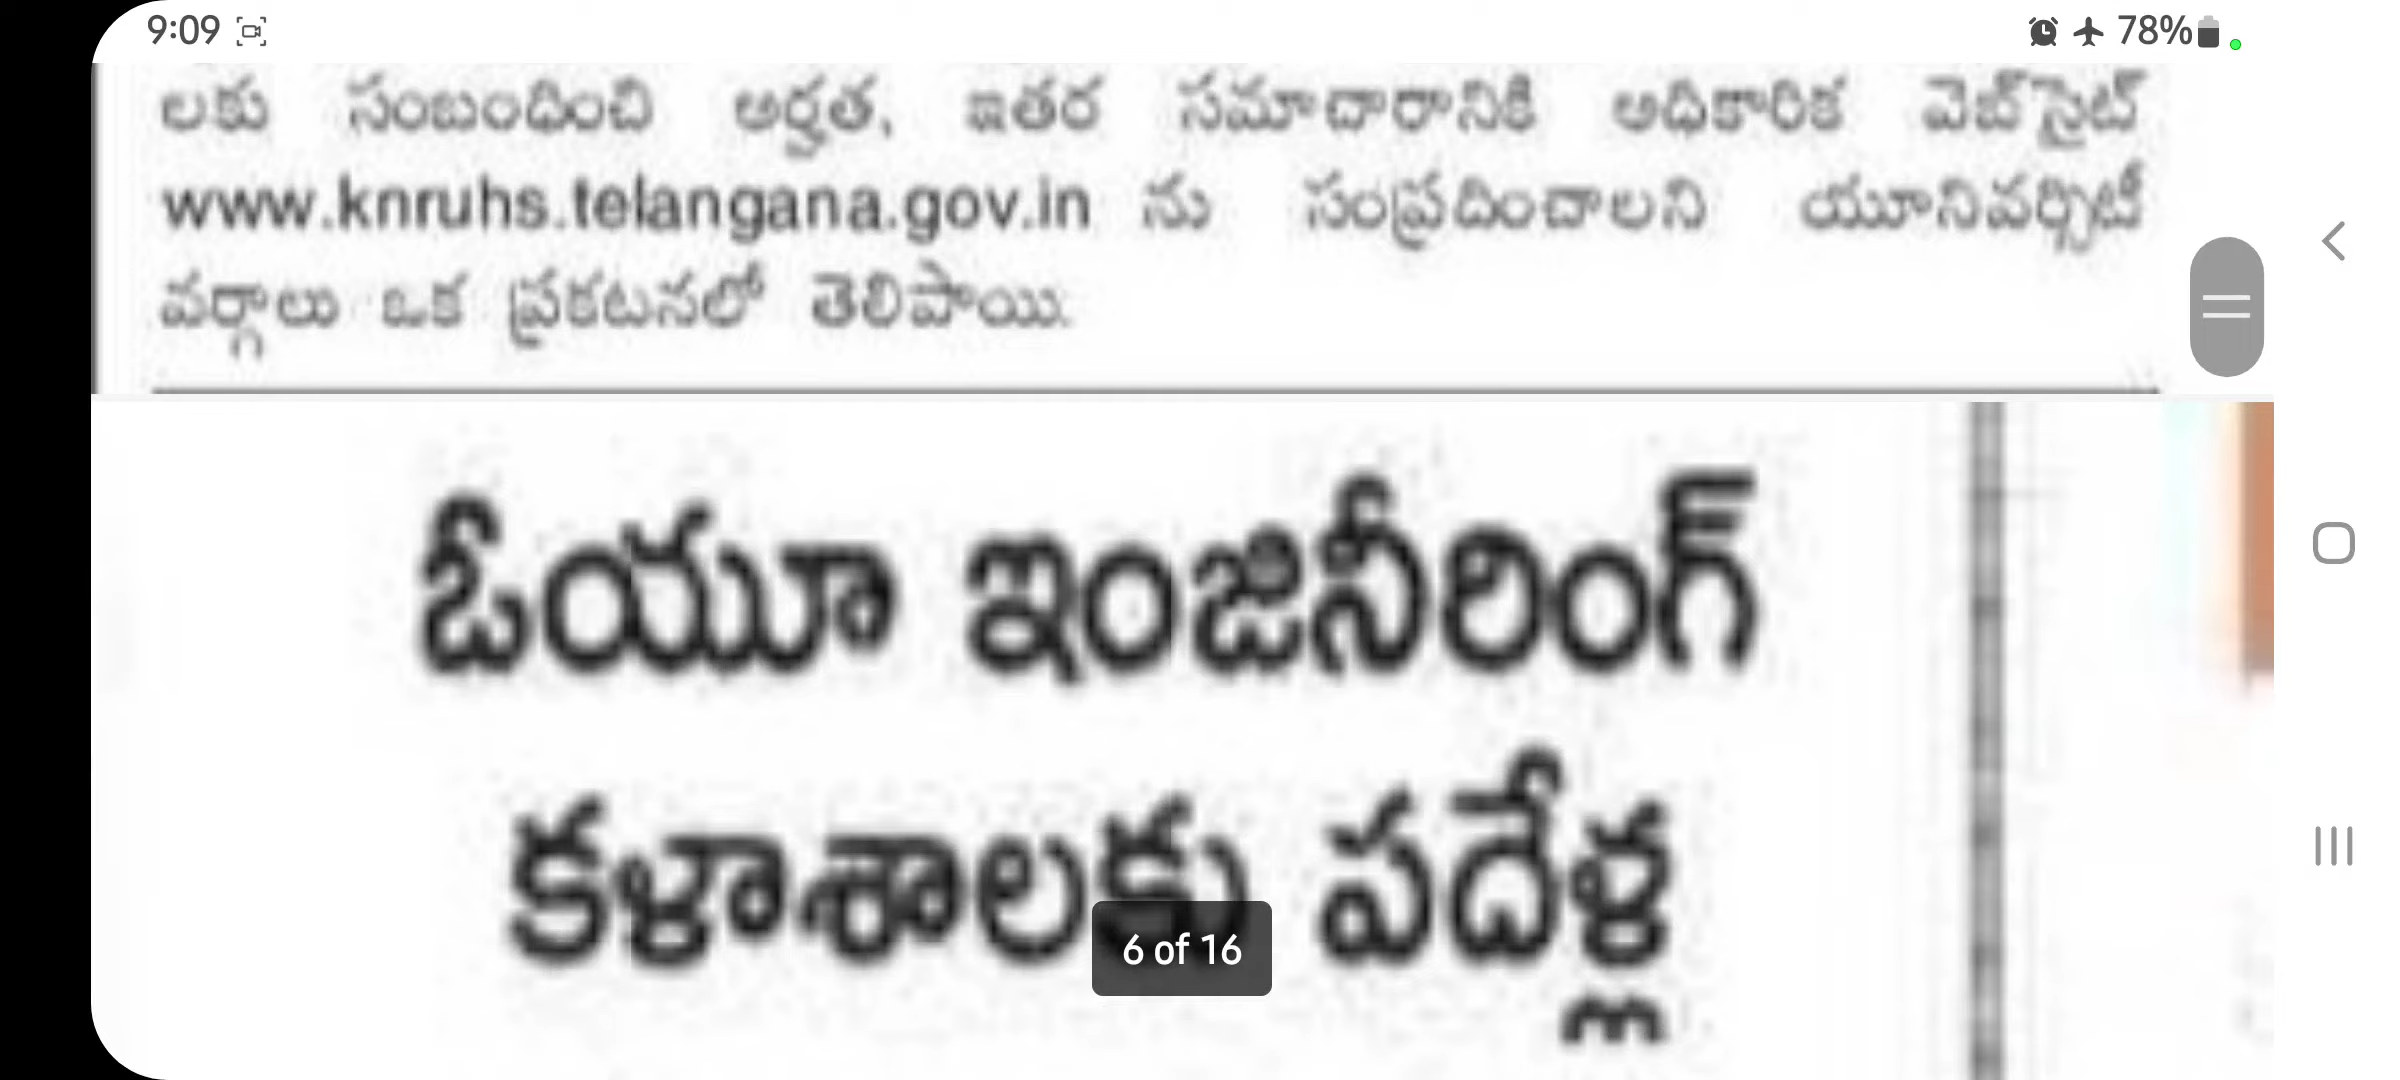 9:09 78%
లకు సంబంధించి అర్హత, ఇతర సమాచారానికి అధికారిక వెబ్‌సైట్
www.knruhs.telangana.gov.in ను సంప్రదించాలని యూనివర్సిటీ
వర్గాలు ఒక ప్రకటనలో తెలిపాయి.
ఓయూ ఇంజినీరింగ్
కళాశాలకు పదేళ్ల
6 of 16